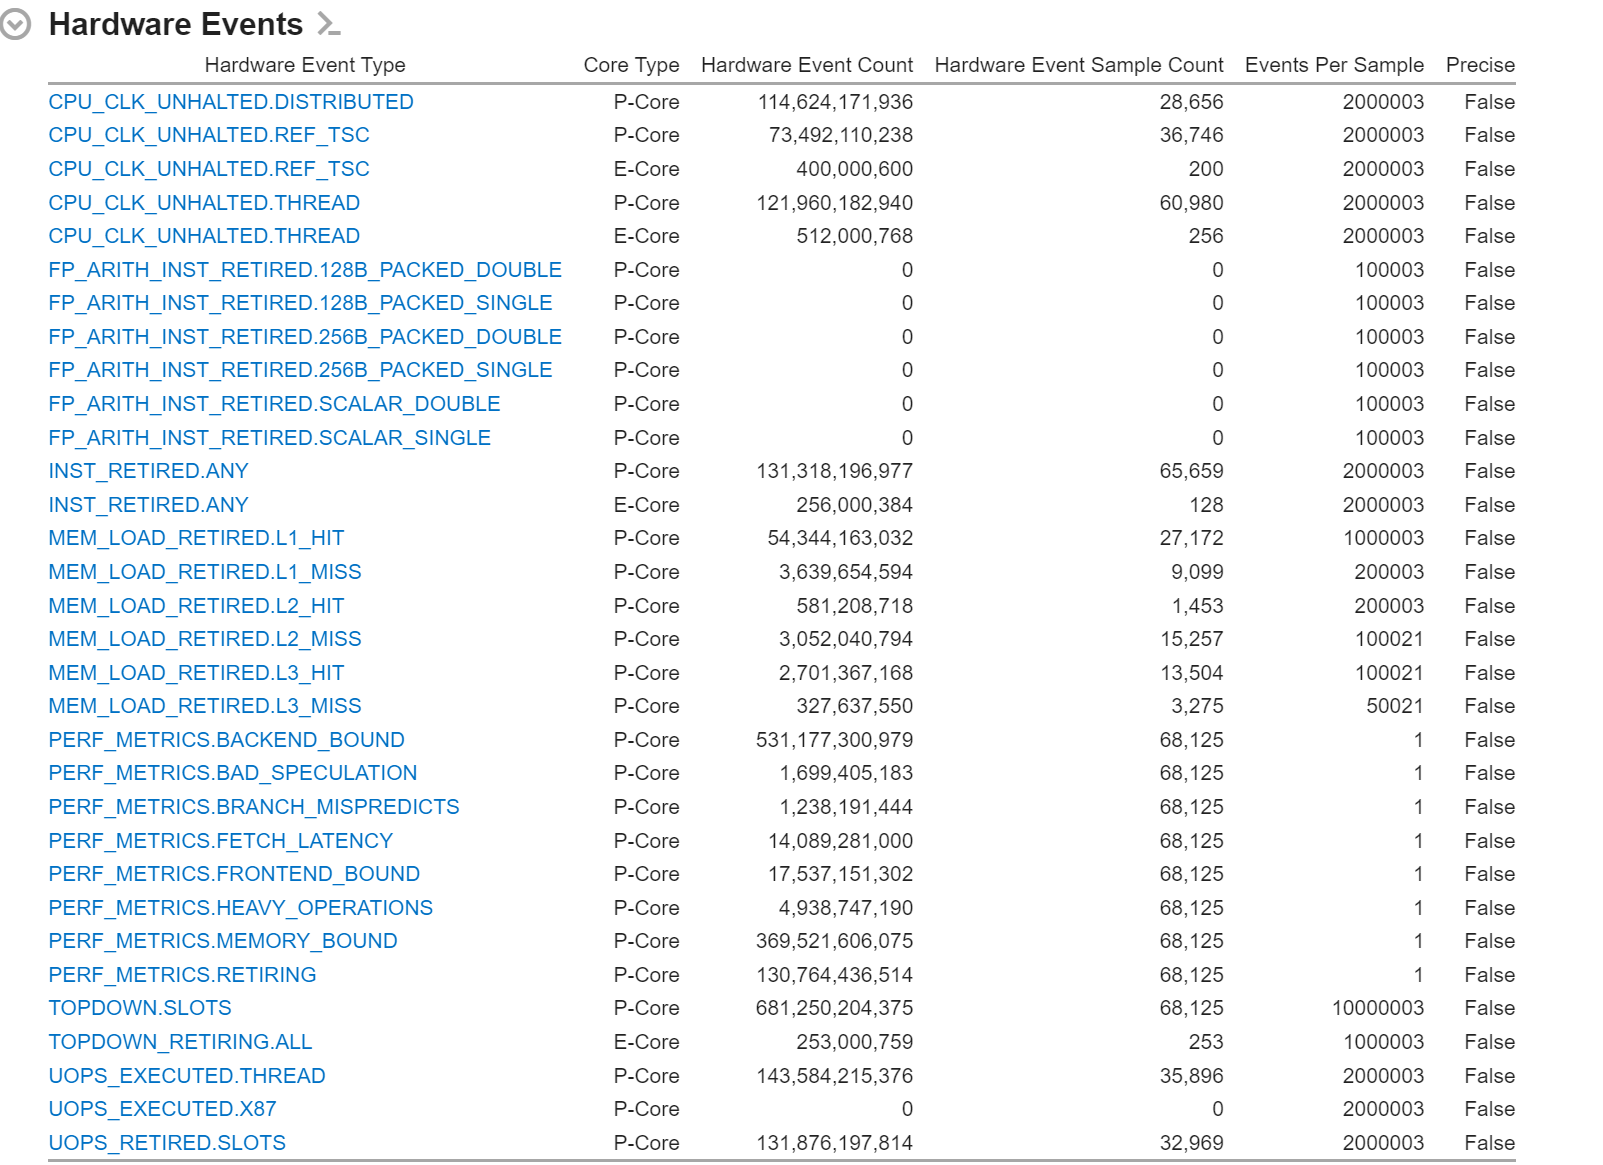 Hardware Events
Hardware Event Type Core Type Hardware Event Count Hardware Event Sample Count Events Per Sample Precise
CPU_CLK_UNHALTED.DISTRIBUTED P-Core 114,624,171,936 28,656 2000003 False
CPU_CLK_UNHALTED.REF_TSC P-Core 73,492,110,238 36,746 2000003 False
CPU_CLK_UNHALTED.REF_TSC E-Core 400,000,600 200 2000003 False
CPU_CLK_UNHALTED.THREAD P-Core 121,960,182,940 60,980 2000003 False
CPU_CLK_UNHALTED.THREAD E-Core 512,000,768 256 2000003 False
FP_ARITH_INST_RETIRED.128B_PACKED_DOUBLE P-Core 0 0 100003 False
FP_ARITH_INST_RETIRED.128B_PACKED_SINGLE P-Core 0 0 100003 False
FP_ARITH_INST_RETIRED.256B_PACKED_DOUBLE P-Core 0 0 100003 False
FP_ARITH_INST_RETIRED.256B_PACKED_SINGLE P-Core 0 0 100003 False
FP_ARITH_INST_RETIRED.SCALAR_DOUBLE P-Core 0 0 100003 False
FP_ARITH_INST_RETIRED.SCALAR_SINGLE P-Core 0 0 100003 False
INST_RETIRED.ANY P-Core 131,318,196,977 65,659 2000003 False
INST_RETIRED.ANY E-Core 256,000,384 128 2000003 False
MEM_LOAD_RETIRED.L1_HIT P-Core 54,344,163,032 27,172 1000003 False
MEM_LOAD_RETIRED.L1_MISS P-Core 3,639,654,594 9,099 200003 False
MEM_LOAD_RETIRED.L2_HIT P-Core 581,208,718 1,453 200003 False
MEM_LOAD_RETIRED.L2_MISS P-Core 3,052,040,794 15,257 100021 False
MEM_LOAD_RETIRED.L3_HIT P-Core 2,701,367,168 13,504 100021 False
MEM_LOAD_RETIRED.L3_MISS P-Core 327,637,550 3,275 50021 False
PERF_METRICS.BACKEND_BOUND P-Core 531,177,300,979 68,125 1 False
PERF_METRICS.BAD_SPECULATION P-Core 1,699,405,183 68,125 1 False
PERF_METRICS.BRANCH_MISPREDICTS P-Core 1,238,191,444 68,125 1 False
PERF_METRICS.FETCH_LATENCY P-Core 14,089,281,000 68,125 1 False
PERF_METRICS.FRONTEND_BOUND P-Core 17,537,151,302 68,125 1 False
PERF_METRICS.HEAVY_OPERATIONS P-Core 4,938,747,190 68,125 1 False
PERF_METRICS.MEMORY_BOUND P-Core 369,521,606,075 68,125 1 False
PERF_METRICS.RETIRING P-Core 130,764,436,514 68,125 1 False
TOPDOWN.SLOTS P-Core 681,250,204,375 68,125 10000003 False
TOPDOWN_RETIRING.ALL E-Core 253,000,759 253 1000003 False
UOPS_EXECUTED.THREAD P-Core 143,584,215,376 35,896 2000003 False
UOPS_EXECUTED.X87 P-Core 0 0 2000003 False
UOPS_RETIRED.SLOTS P-Core 131,876,197,814 32,969 2000003 False